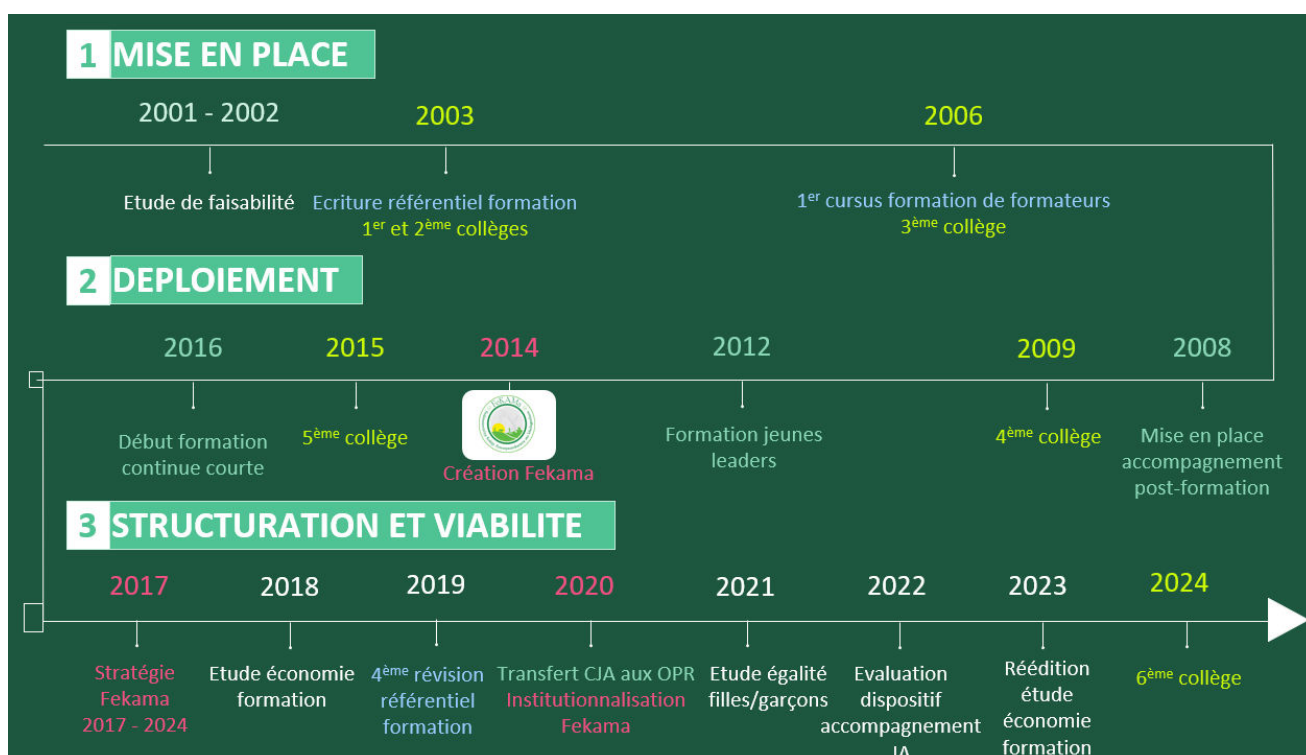 1 MISE EN PLACE
2001 - 2002
2003
2006
Etude de faisabilité
Ecriture référentiel formation
1er et 2ème collèges
1er cursus formation de formateurs
3ème collège
2 DEPLOIEMENT
2016
2015
2014
2012
2009
2008
Début formation
continue courte
5ème collège
FeKAMa
Création Fekama
Formation jeunes
leaders
4ème collège
Mise en place
accompagnement
post-formation
3 STRUCTURATION ET VIABILITE
2017
2018
2019
2020
2021
2022
2023
2024
Stratégie
Fekama
2017 - 2024
Etude économie
formation
4ème révision
référentiel
formation
Transfert CJA aux OPR
Institutionnalisation
Fekama
Etude égalité
filles/garçons
Evaluation
dispositif
accompagnement
JA
Réédition
étude
économie
formation
6ème collège